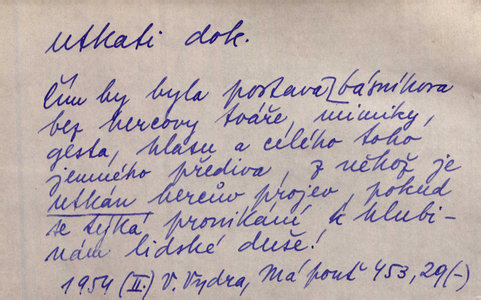 utkati dok.
Čím by byla postava básníkova
bez hercovy tváře, mimiky,
gesta, hlasu a celého toho
jemného přediva, z něhož je
utkán hercův projev, pokud
se týká pronikání k hlubi-
nám lidské duše!
1954 (II.) V. Vydra, Má pouť 453, 29 (-)